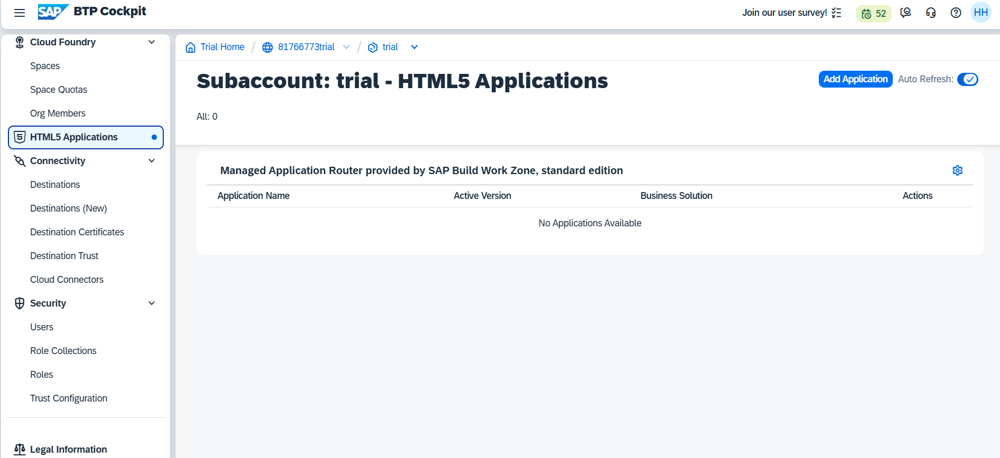 SAP BTP Cockpit
Join our user survey!
52
HH
Cloud Foundry
Spaces
Space Quotas
Org Members
HTML5 Applications
Connectivity
Destinations
Destinations (New)
Destination Certificates
Destination Trust
Cloud Connectors
Security
Users
Role Collections
Roles
Trust Configuration
Legal Information
Trial Home / 81766773trial / trial
Subaccount: trial - HTML5 Applications
Add Application Auto Refresh:
All: 0
Managed Application Router provided by SAP Build Work Zone, standard edition
Application Name Active Version Business Solution Actions
No Applications Available